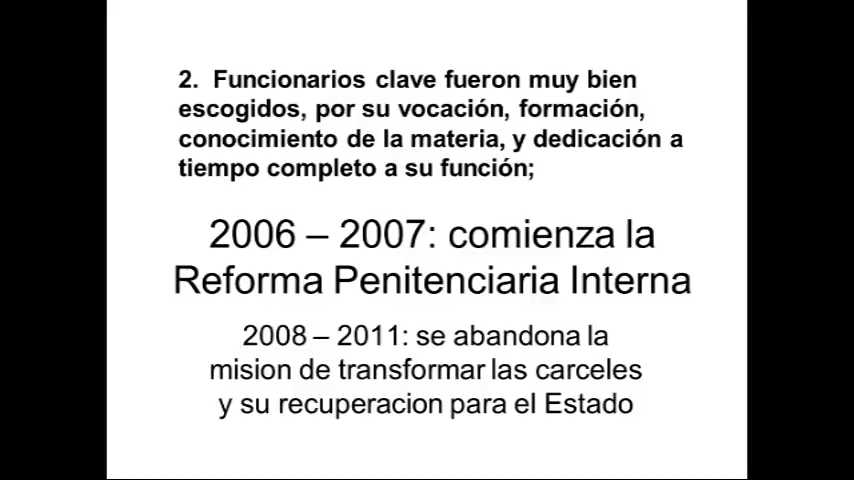 2. Funcionarios clave fueron muy bien
escogidos, por su vocación, formación,
conocimiento de la materia, y dedicación a
tiempo completo a su función;
2006 – 2007: comienza la
Reforma Penitenciaria Interna
2008 – 2011: se abandona la
mision de transformar las carceles
y su recuperacion para el Estado